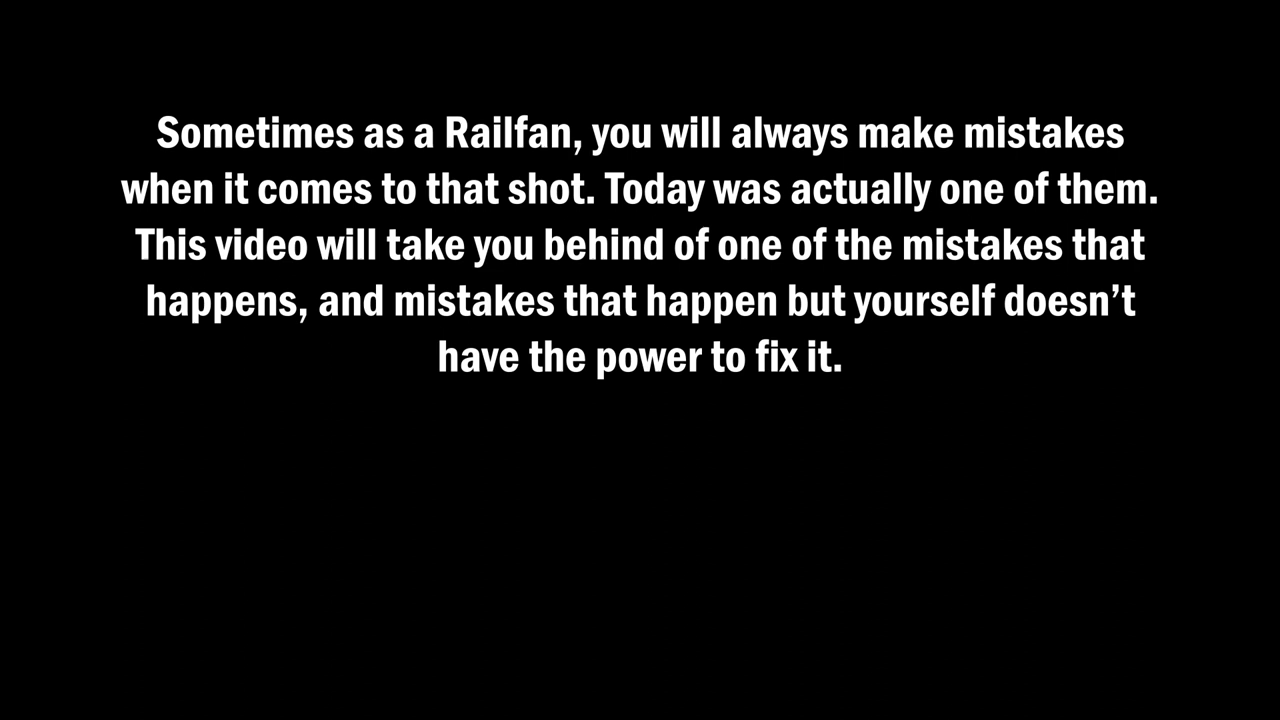 Sometimes as a Railfan, you will always make mistakes
when it comes to that shot. Today was actually one of them.
This video will take you behind of one of the mistakes that
happens, and mistakes that happen but yourself doesn’t
have the power to fix it.